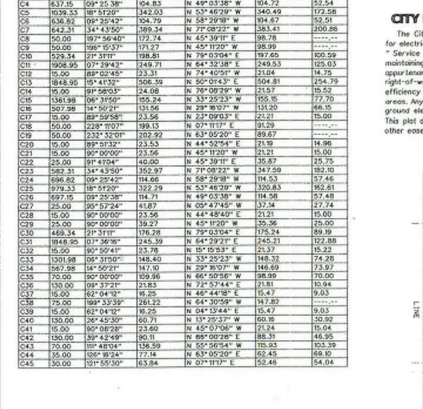 C4 637.15 09° 25' 38" 104.83 N 49°03'38" W 104.72 52.54
C5 1039.33 18° 51'20" 342.03 N 53°46'29" W 340.49 172.58
C6 636.82 09° 25'42" 104.79 N 58°29'18" W 104.67 52.51
C7 642.31 34° 43'50" 389.34 N 71°08'22" W 383.41 200.86
C8 50.00 197° 56'40" 172.74 N 45°39'11" E 98.78 ----.--
C9 50.00 196° 15'37" 171.27 N 45°11'20" W 98.99 ----.--
C10 529.34 21° 31'11" 198.81 N 79°03'04" E 197.65 100.59
C11 1908.95 07° 29'42" 249.71 N 64°32'38" E 249.53 125.03
C12 15.00 89° 02'45" 23.31 N 74°40'51" W 21.04 14.75
C13 1848.95 15° 41'32" 506.39 N 50°01'43" E 504.81 254.79
C14 15.00 91° 58'03" 24.08 N 76°08'29" W 21.57 15.52
C15 1361.98 06° 31'50" 155.24 N 33°25'23" W 155.15 77.70
C16 507.98 14° 50'21" 131.56 N 29°16'07" W 131.20 66.15
C17 15.00 89° 59'58" 23.56 N 23°09'03" E 21.21 15.00
C18 50.00 228° 11'07" 199.13 N 07°11'17" E 91.29 ----.--
C19 50.00 232° 32'01" 202.92 N 63°05'20" E 89.67 ----.--
C20 15.00 89° 51'32" 23.53 N 44°52'54" E 21.19 14.96
C21 15.00 90° 00'00" 23.56 N 45°11'20" W 21.21 15.00
C22 25.00 91° 41'04" 40.00 N 45°39'11" E 35.87 25.75
C23 582.31 34° 43'50" 352.97 N 71°08'22" W 347.59 182.10
C24 696.82 09° 25'42" 114.66 N 58°29'18" W 114.53 57.46
C25 979.33 18° 51'20" 322.29 N 53°46'29" W 320.83 162.61
C26 697.15 09° 25'38" 114.71 N 49°03'38" W 114.58 57.48
C27 25.00 95° 57'24" 41.87 N 05°47'45" W 37.14 27.74
C28 15.00 90° 00'00" 23.56 N 44°48'40" E 21.21 15.00
C29 25.00 90° 00'00" 39.27 N 45°11'20" W 35.36 25.00
C30 469.34 21° 31'11" 176.28 N 79°03'04" E 175.24 89.19
C31 1848.95 07° 36'16" 245.39 N 64°29'21" E 245.21 122.88
C32 15.00 90° 50'41" 23.78 N 15°15'53" E 21.37 15.22
C33 1301.98 06° 31'50" 148.40 N 33°25'23" W 148.32 74.28
C34 567.98 14° 50'21" 147.10 N 29°16'07" W 146.69 73.97
C35 70.00 90° 00'00" 109.96 N 66°50'56" W 98.99 70.00
C36 130.00 09° 37'21" 21.83 N 72°57'44" E 21.81 10.94
C37 15.00 62° 04'12" 16.25 N 46°44'18" E 15.47 9.03
C38 75.00 199° 33'39" 261.22 N 64°30'59" W 147.82 ----.--
C39 15.00 62° 04'12" 16.25 N 04°13'44" E 15.47 9.03
C40 130.00 26° 45'30" 60.71 N 13°25'37" W 60.16 30.92
C41 15.00 90° 08'28" 23.60 N 45°07'06" W 21.24 15.04
C42 130.00 39° 42'49" 90.11 N 88°00'28" E 88.31 46.95
C43 70.00 111° 48'04" 136.59 N 55°56'54" W 115.93 103.39
C44 35.00 126° 16'24" 77.14 N 63°05'20" E 62.45 69.10
C45 30.00 121° 55'30" 63.84 N 07°11'17" E 52.46 54.04
CITY
The Cit
for electri
" Service
maintaining
appurtenan
right-of-w
efficiency
areas. Any
ground ele
This plat d
other ease
LINE